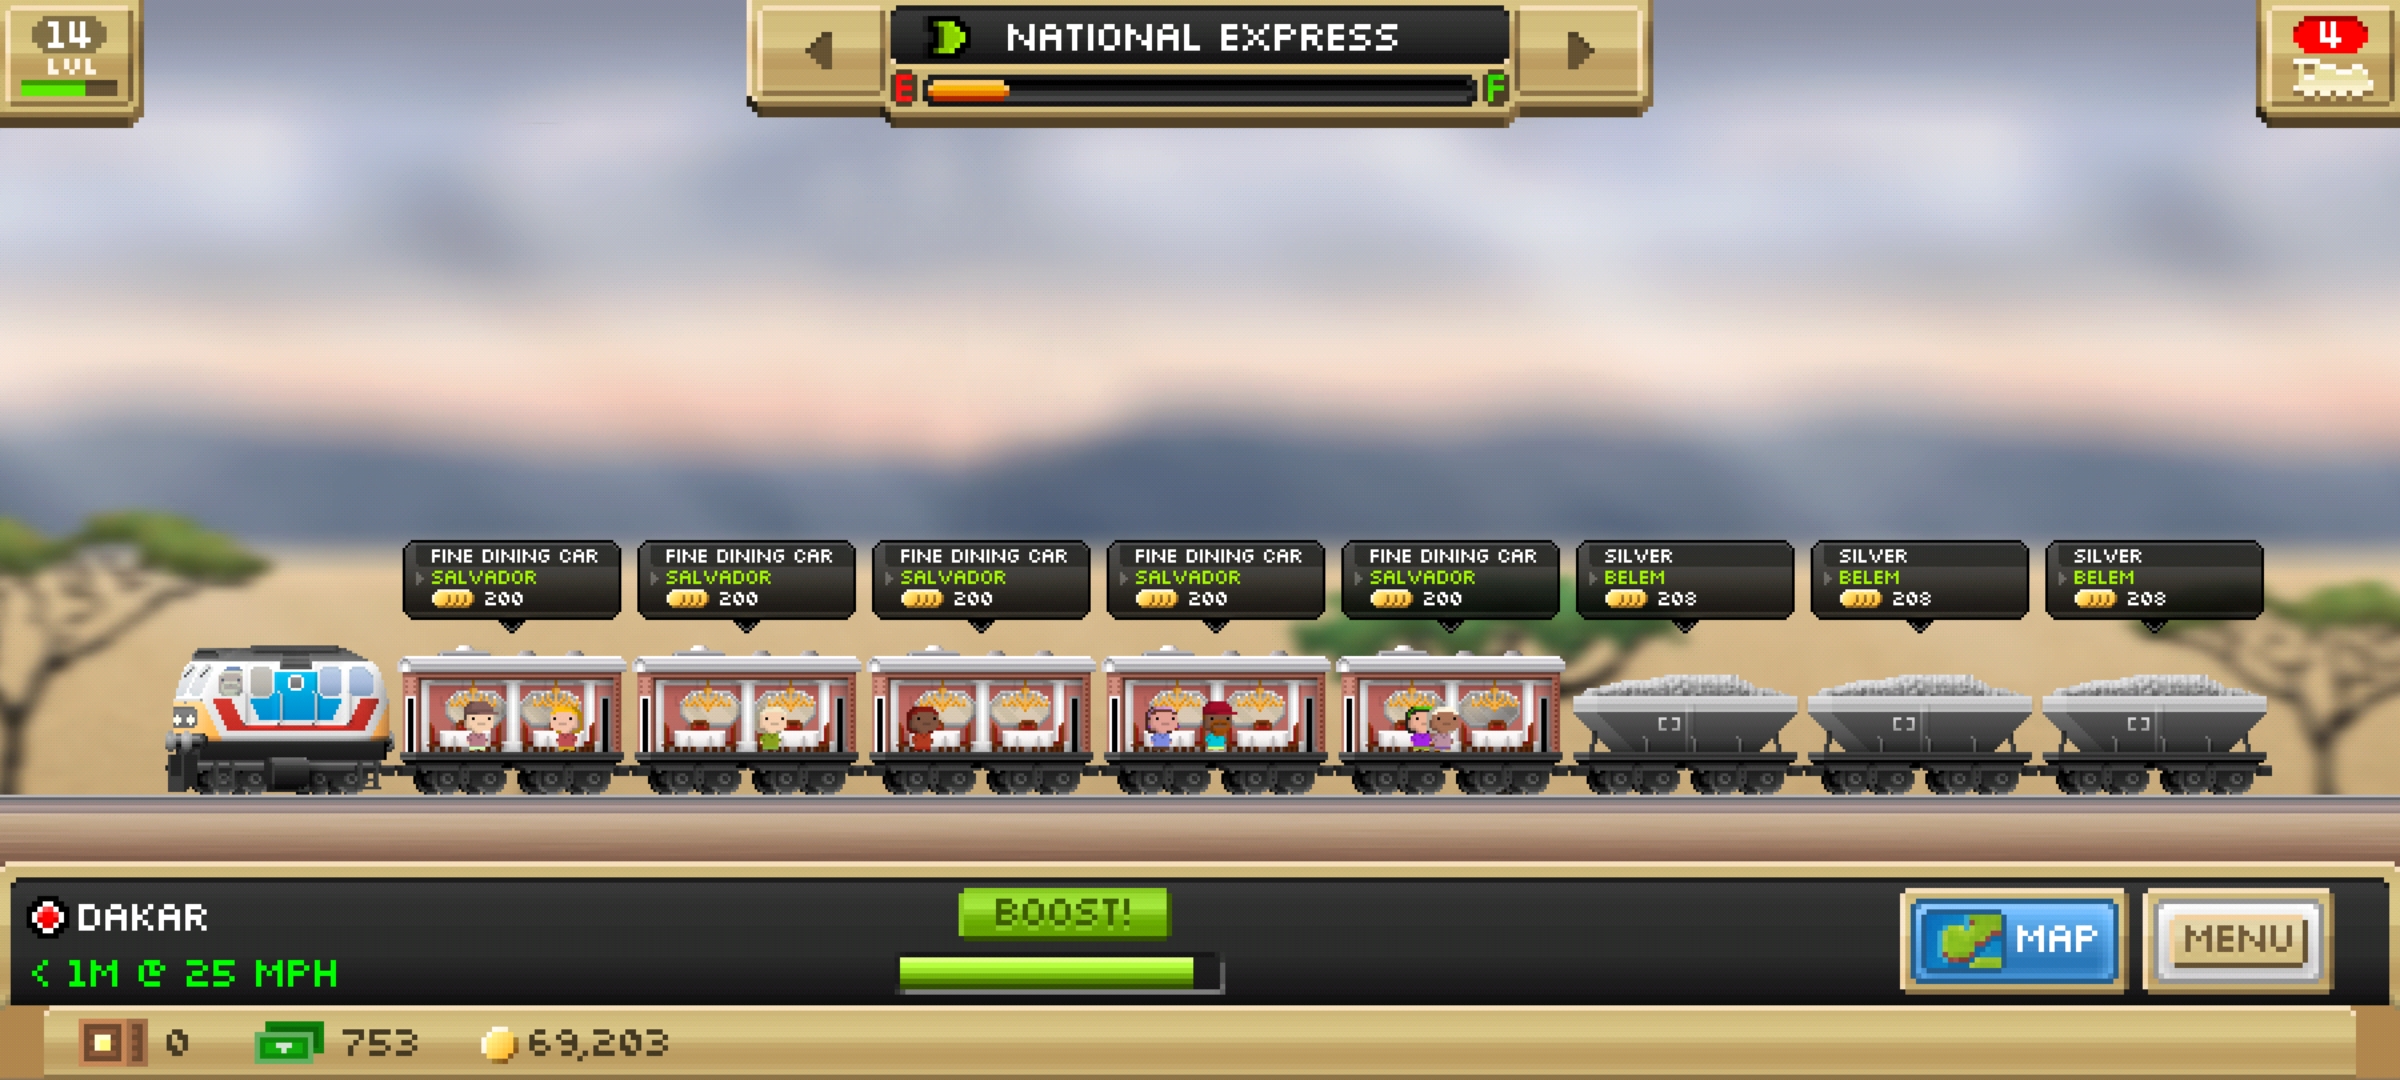 14
LVL
NATIONAL EXPRESS
E F
4
FINE DINING CAR
SALVADOR
200
FINE DINING CAR
SALVADOR
200
FINE DINING CAR
SALVADOR
200
FINE DINING CAR
SALVADOR
200
FINE DINING CAR
SALVADOR
200
SILVER
BELEM
208
SILVER
BELEM
208
SILVER
BELEM
208
DAKAR
< 1M @ 25 MPH
BOOST!
MAP
MENU
0 753 69,203